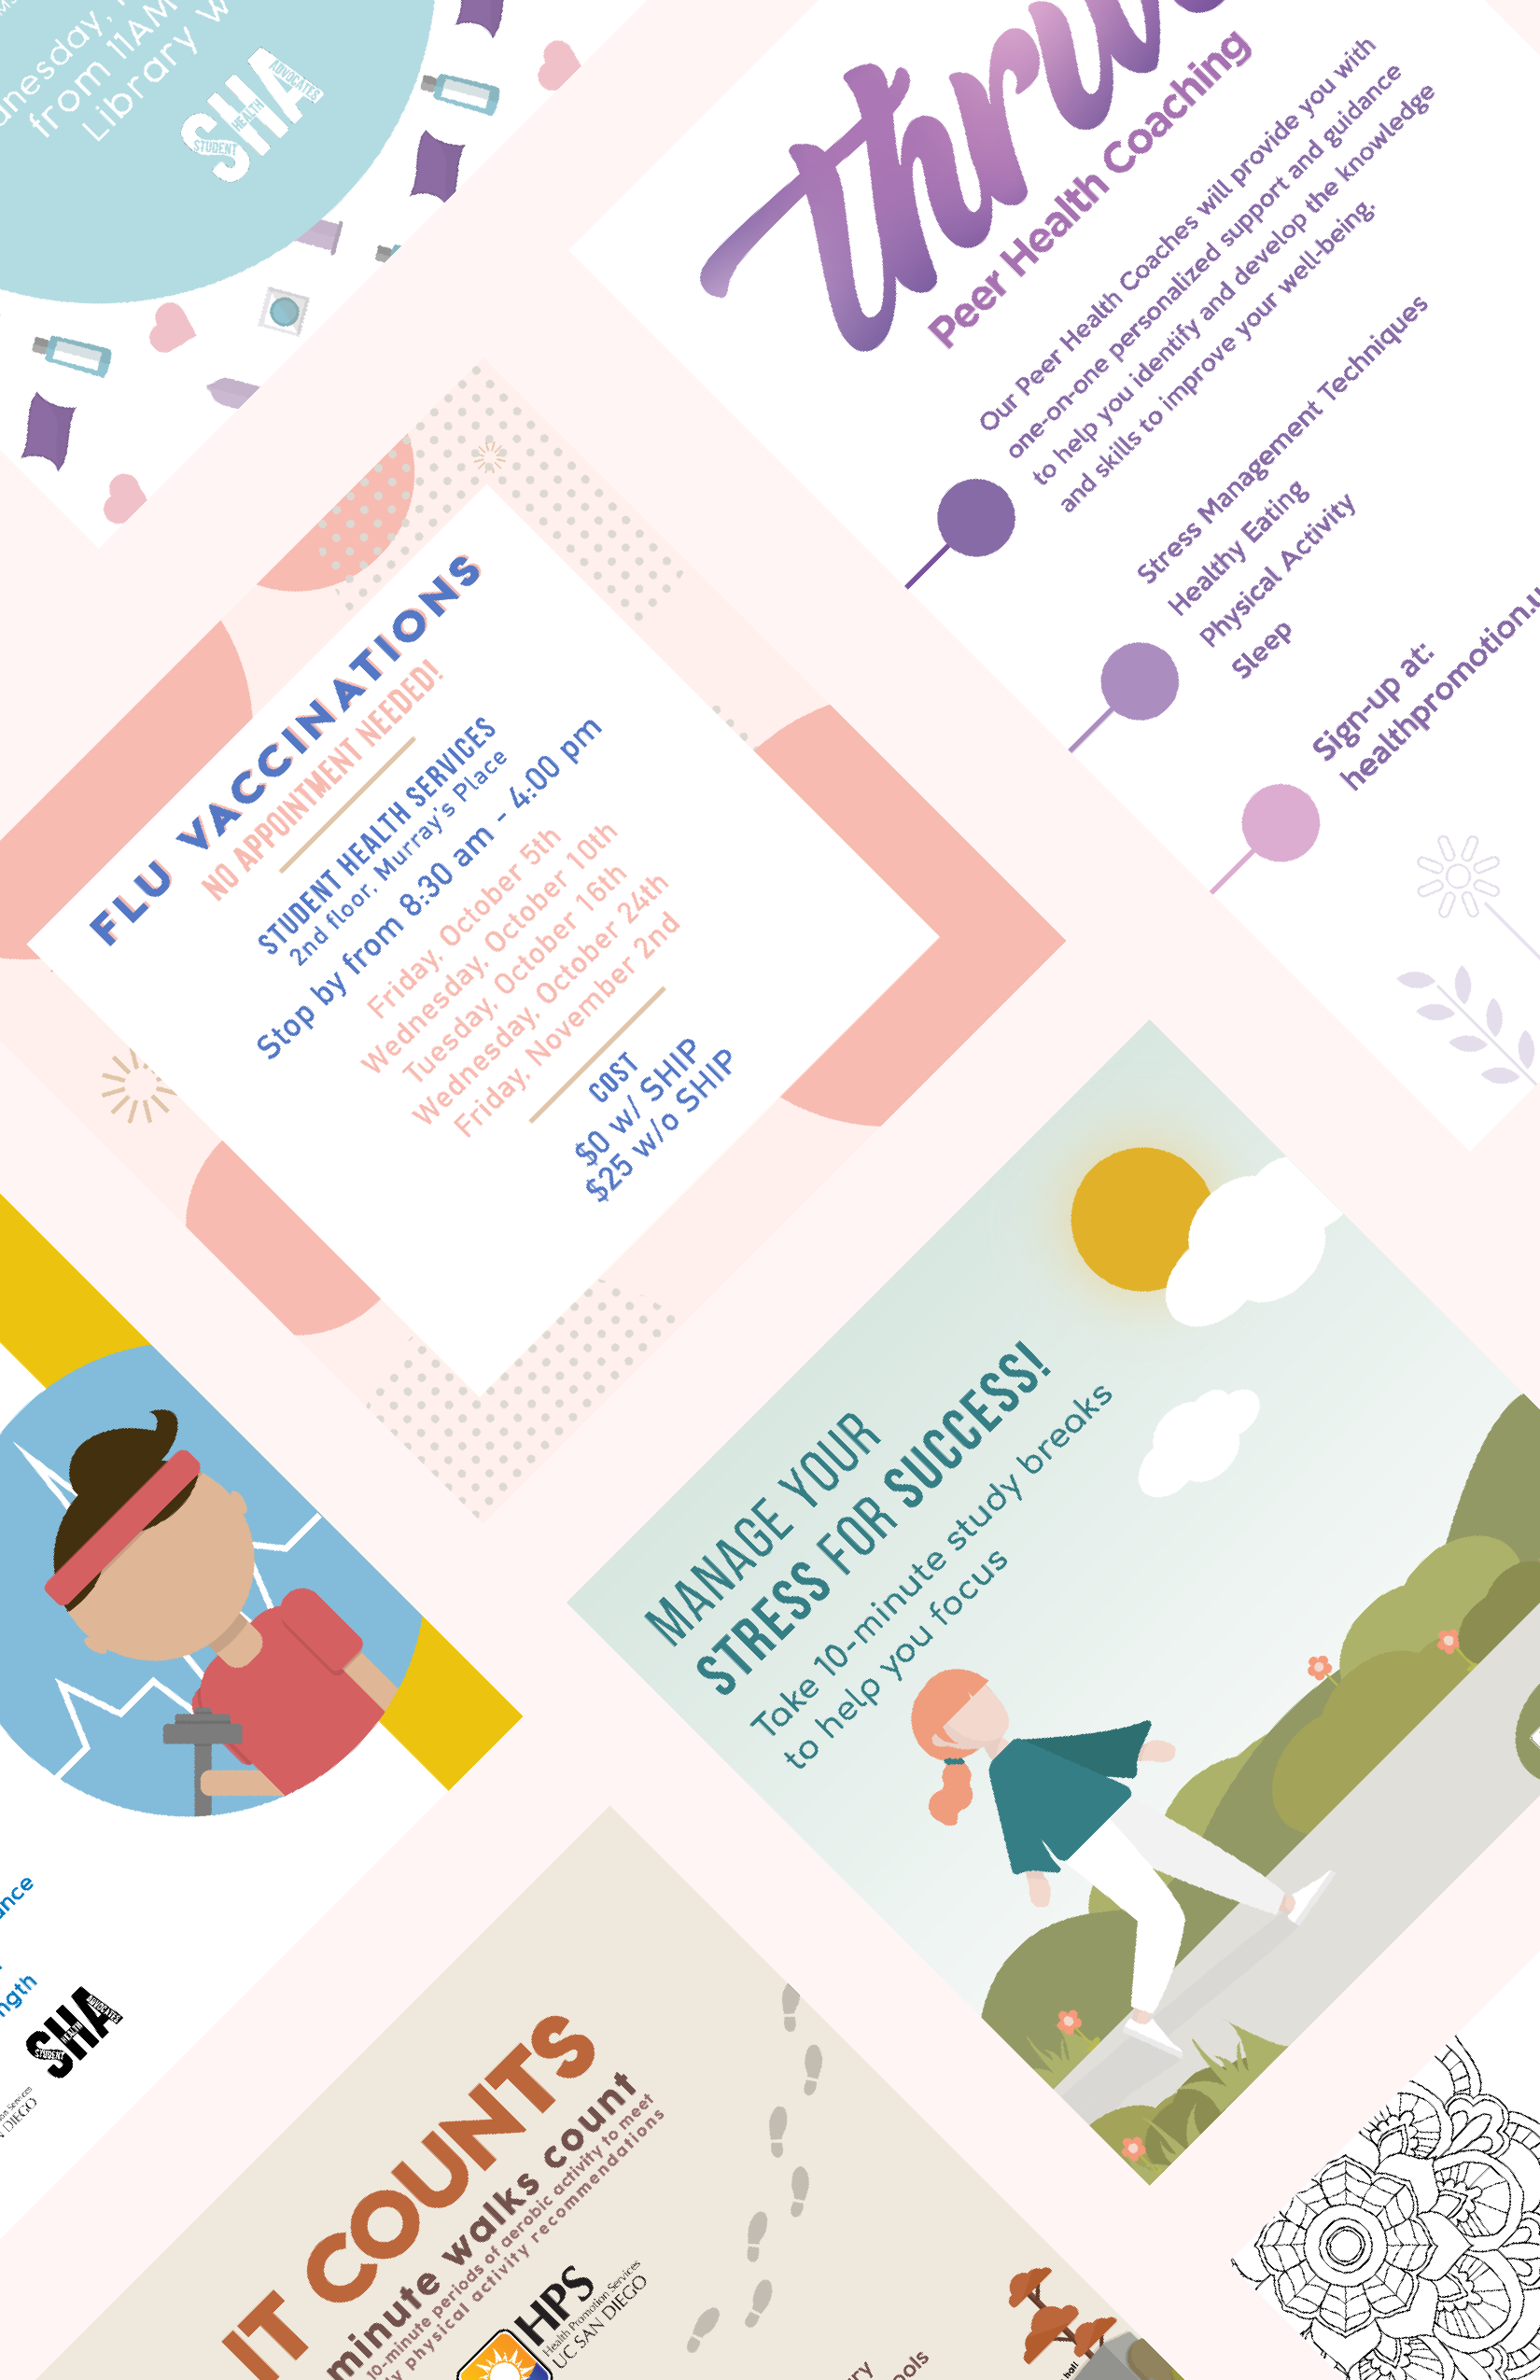 from 11AM
Library
SHA
STUDENT
HEALTH
ADVOCATES
Peer Health Coaching
Our Peer Health Coaches will provide you with
one-on-one personalized support and guidance
to help you identify and develop the knowledge
and skills to improve your well-being.
Stress Management Techniques
Healthy Eating
Physical Activity
Sleep
Sign-up at:
healthpromotion.u
FLU VACCINATIONS
NO APPOINTMENT NEEDED!
STUDENT HEALTH SERVICES
2nd floor, Murray's Place
Stop by from 8:30 am - 4:00 pm
Friday, October 5th
Wednesday, October 10th
Tuesday, October 16th
Wednesday, October 24th
Friday, November 2nd
COST
$0 w/ SHIP
$25 w/o SHIP
MANAGE YOUR
STRESS FOR SUCCESS!
Take 10-minute study breaks
to help you focus
SHA
STUDENT
HEALTH
ADVOCATES
DIEGO
IT COUNTS
minute walks count
10-minute periods of aerobic activity to meet
physical activity recommendations
HPS
Health Promotion Services
UC SAN DIEGO